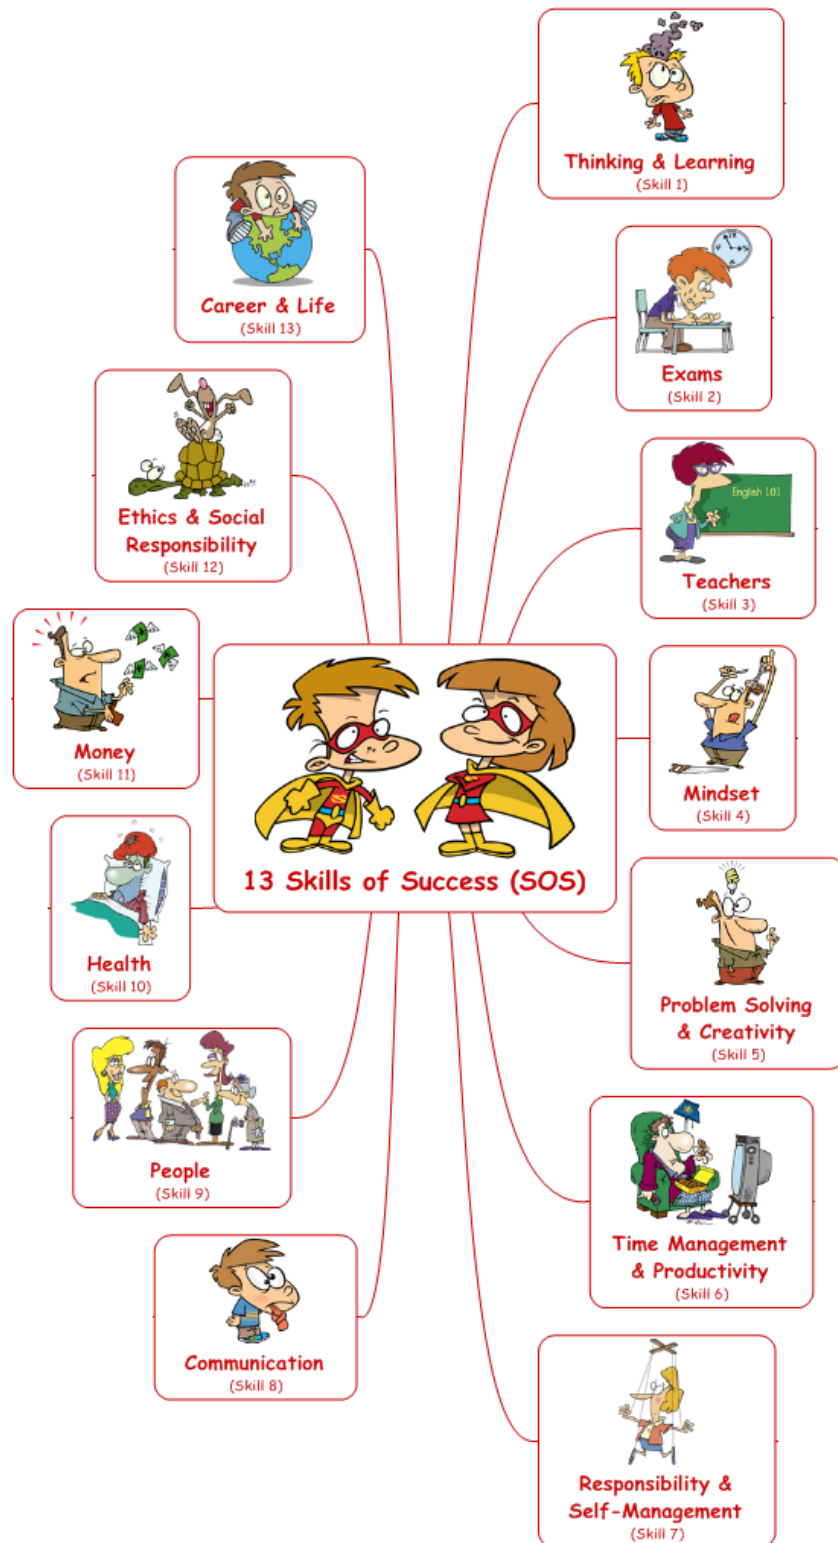 Thinking & Learning
(Skill 1)
Exams
(Skill 2)
English 101
Teachers
(Skill 3)
Mindset
(Skill 4)
Problem Solving
& Creativity
(Skill 5)
Time Management
& Productivity
(Skill 6)
Responsibility &
Self-Management
(Skill 7)
Communication
(Skill 8)
People
(Skill 9)
Health
(Skill 10)
Money
(Skill 11)
Ethics & Social
Responsibility
(Skill 12)
Career & Life
(Skill 13)
13 Skills of Success (SOS)